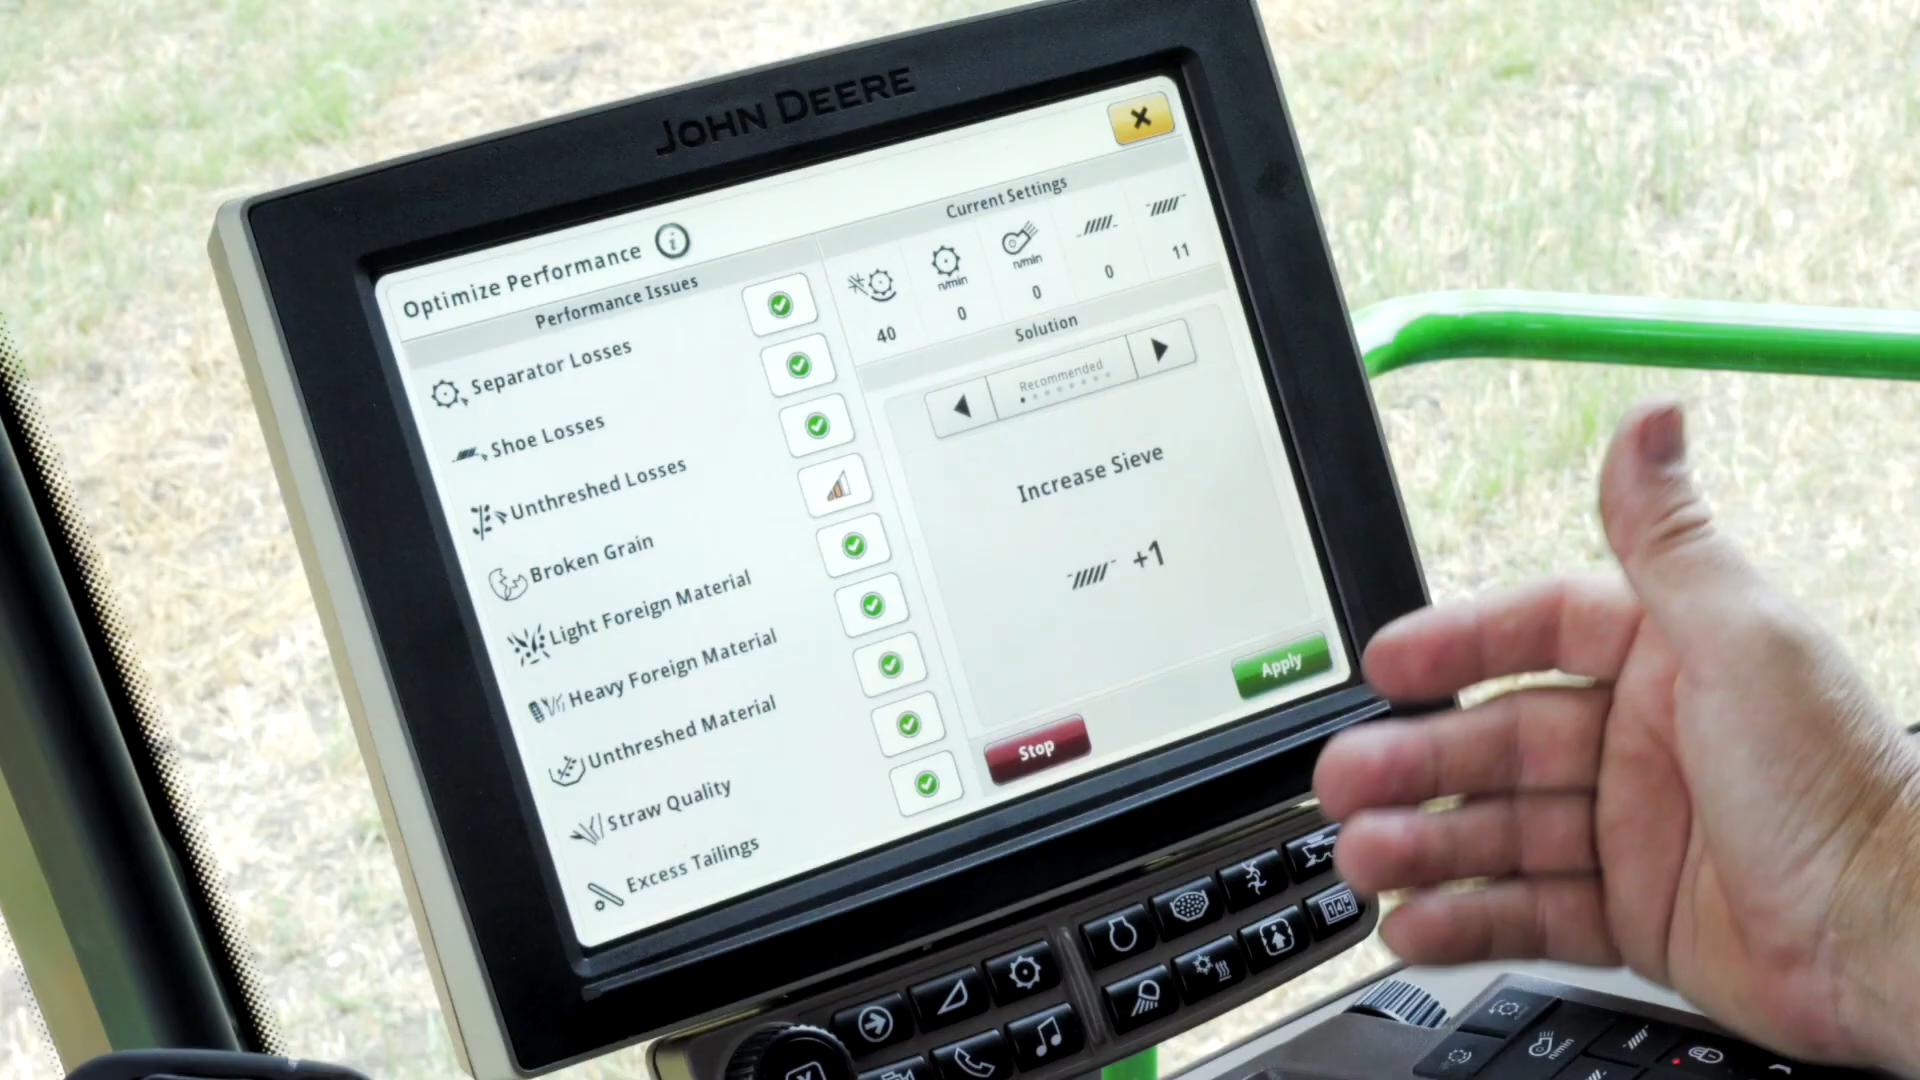 JOHN DEERE
Optimize Performance
Performance Issues
Separator Losses
Shoe Losses
Unthreshed Losses
Broken Grain
Light Foreign Material
Heavy Foreign Material
Unthreshed Material
Straw Quality
Excess Tailings
Current Settings
n/min
n/min
40
0
0
0
11
Solution
Recommended
Increase Sieve
+1
Stop
Apply
n/min